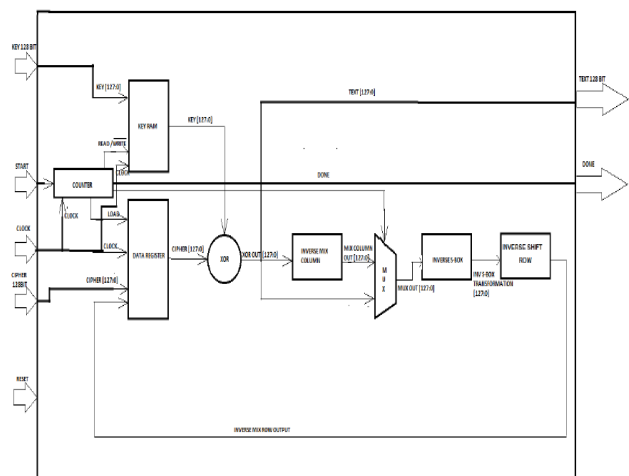 KEY 128 BIT
KEY [127:0]
KEY RAM
KEY [127:0]
READ /WRITE
CLOCK
TEXT [127:0]
TEXT 128 BIT
START
COUNTER
DONE
DONE
CLOCK
LOAD
CLOCK
CLOCK
DATA REGISTER
CIPHER [127:0]
XOR
XOR OUT [127:0]
INVERSE MIX
COLUMN
MIX COLUMN
OUT [127:0]
M
U
X
MUX OUT [127:0]
INVERSE S-BOX
INV S-BOX
TRANSFORMATION
[127:0]
INVERSE SHIFT
ROW
CIPHER
128BIT
CIPHER [127:0]
RESET
INVERSE MIX ROW OUTPUT